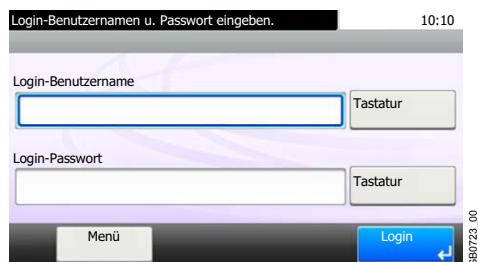 Login-Benutzernamen u. Passwort eingeben. 10:10
Login-Benutzername
Tastatur
Login-Passwort
Tastatur
Menü Login
GB0723_00